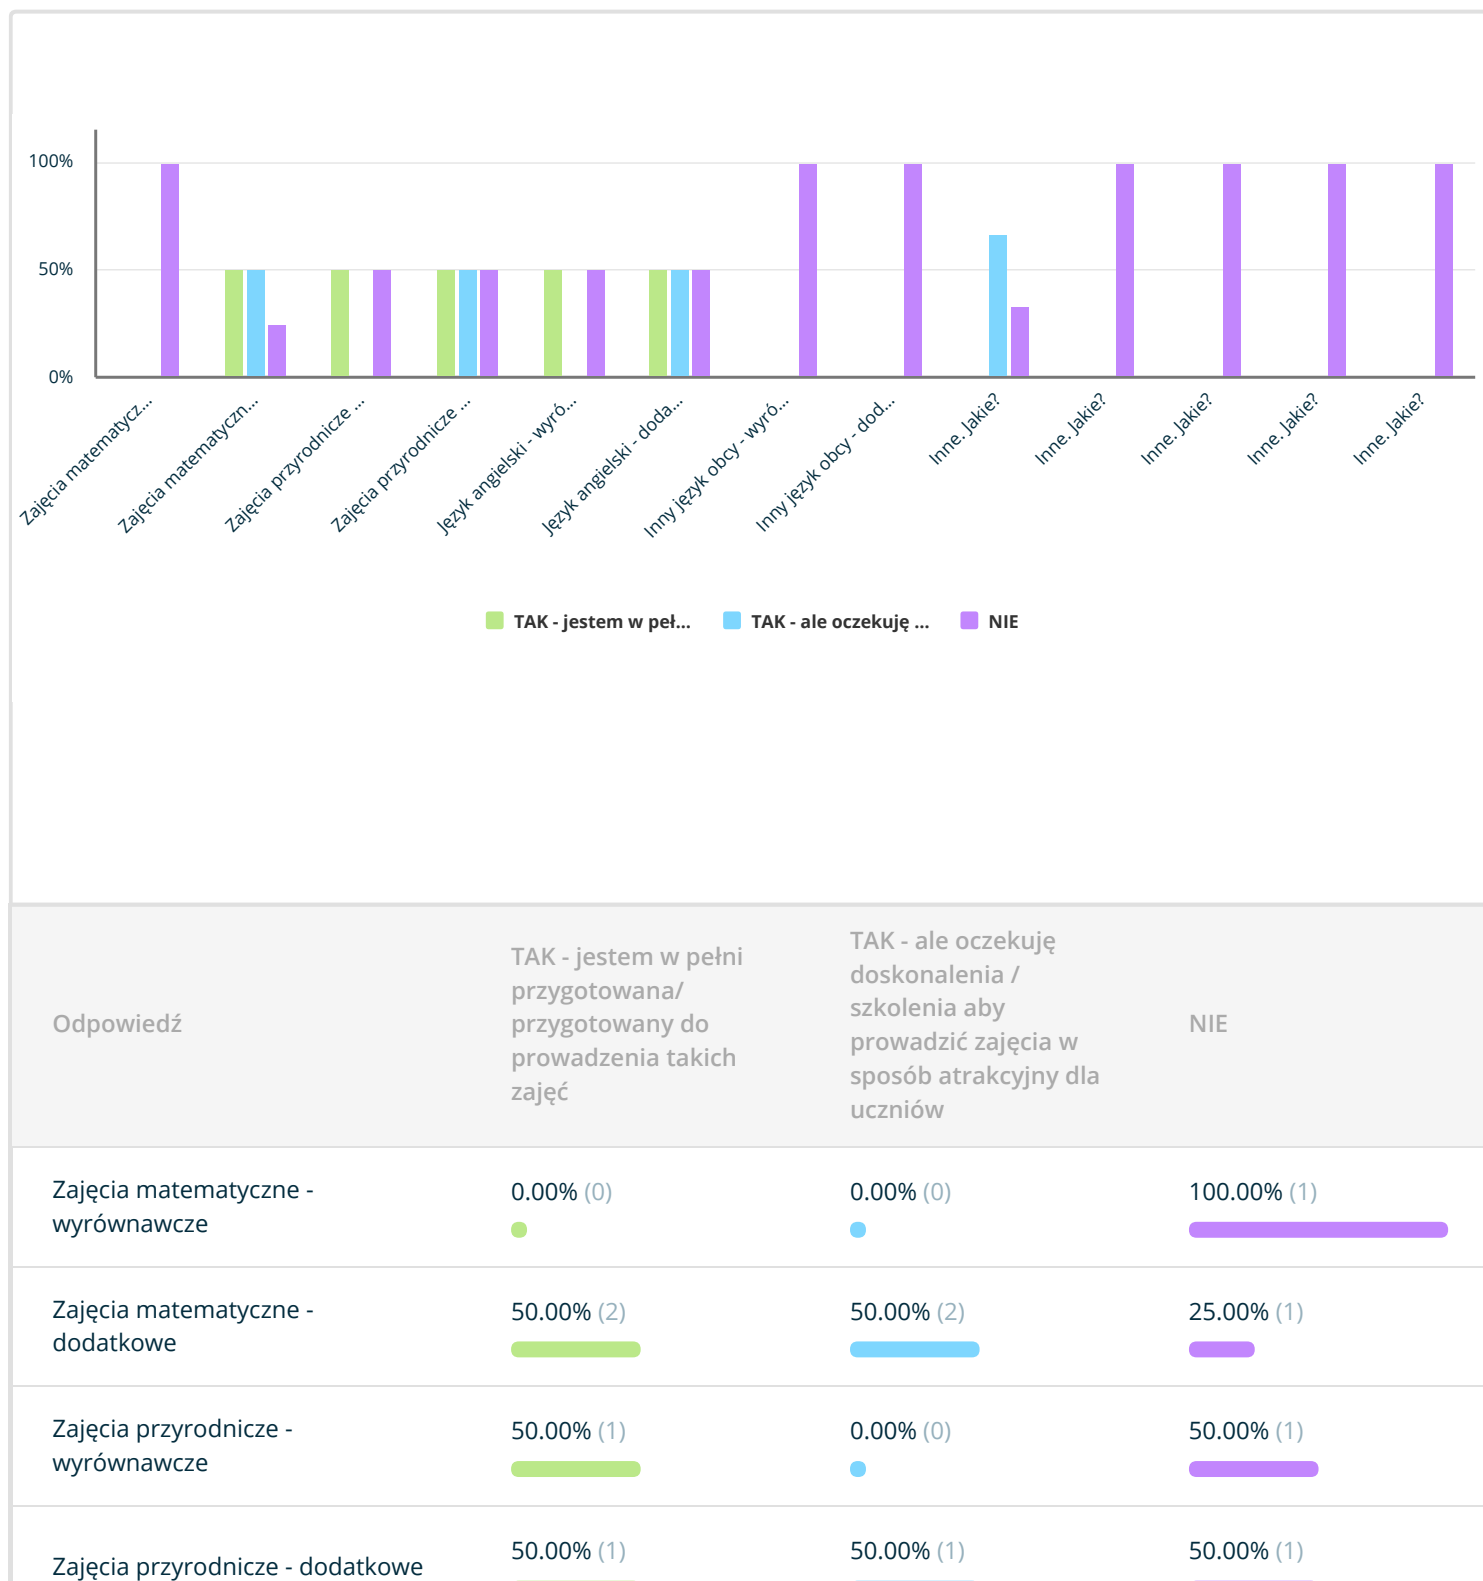 100%
50%
0%
Zajęcia matematycz...
Zajęcia matematyczn...
Zajęcia przyrodnicze ...
Zajęcia przyrodnicze ...
Język angielski - wyró...
Język angielski - doda...
Inny język obcy - wyró...
Inny język obcy - dod...
Inne. Jakie?
Inne. Jakie?
Inne. Jakie?
Inne. Jakie?
Inne. Jakie?
TAK - jestem w peł... TAK - ale oczekuję ... NIE
Odpowiedź
TAK - jestem w pełni
przygotowana/
przygotowany do
prowadzenia takich
zajęć
TAK - ale oczekuję
doskonalenia /
szkolenia aby
prowadzić zajęcia w
sposób atrakcyjny dla
uczniów
NIE
Zajęcia matematyczne -
wyrównawcze
0.00% (0) 0.00% (0) 100.00% (1)
Zajęcia matematyczne -
dodatkowe
50.00% (2) 50.00% (2) 25.00% (1)
Zajęcia przyrodnicze -
wyrównawcze
50.00% (1) 0.00% (0) 50.00% (1)
Zajęcia przyrodnicze - dodatkowe
50.00% (1) 50.00% (1) 50.00% (1)